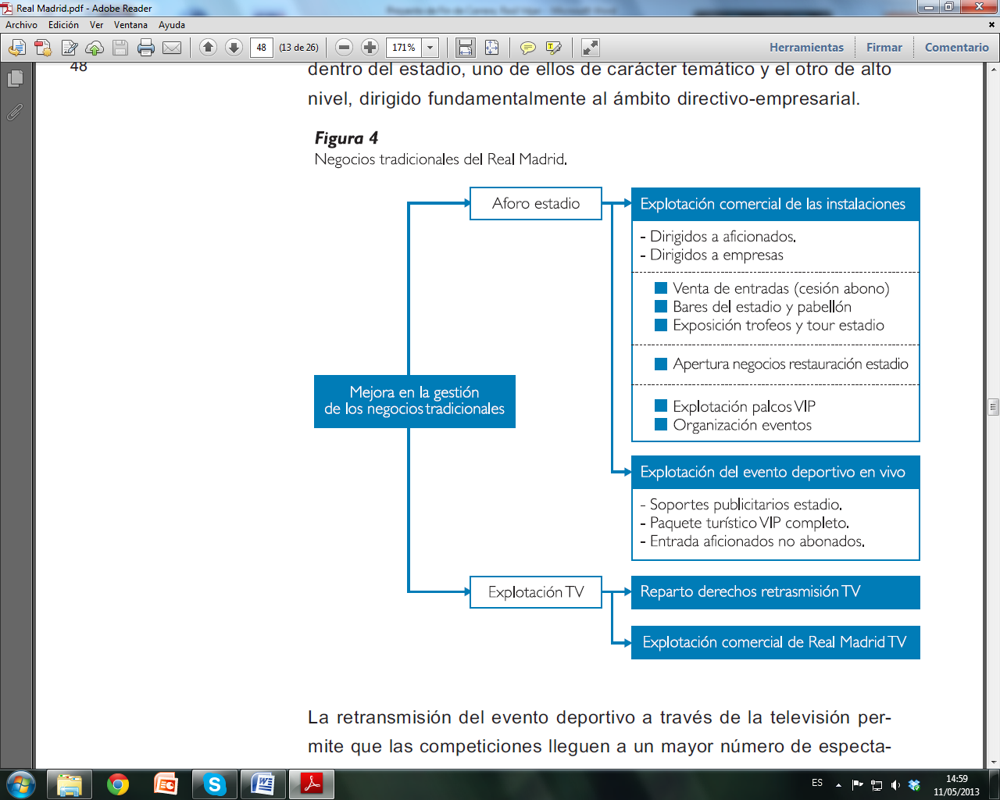 Real Madrid.pdf - Adobe Reader
Archivo Edición Ver Ventana Ayuda
48 (13 de 26) 171% Herramientas Firmar Comentario
48
dentro del estadio, uno de ellos de carácter temático y el otro de alto
nivel, dirigido fundamentalmente al ámbito directivo-empresarial.
Figura 4
Negocios tradicionales del Real Madrid.
Aforo estadio
Explotación comercial de las instalaciones
- Dirigidos a aficionados.
- Dirigidos a empresas
Venta de entradas (cesión abono)
Bares del estadio y pabellón
Exposición trofeos y tour estadio
Apertura negocios restauración estadio
Explotación palcos VIP
Organización eventos
Mejora en la gestión
de los negocios tradicionales
Explotación del evento deportivo en vivo
- Soportes publicitarios estadio.
- Paquete turístico VIP completo.
- Entrada aficionados no abonados.
Explotación TV
Reparto derechos retrasmisión TV
Explotación comercial de Real Madrid TV
La retransmisión del evento deportivo a través de la televisión per-
mite que las competiciones lleguen a un mayor número de especta-
ES
14:59
11/05/2013